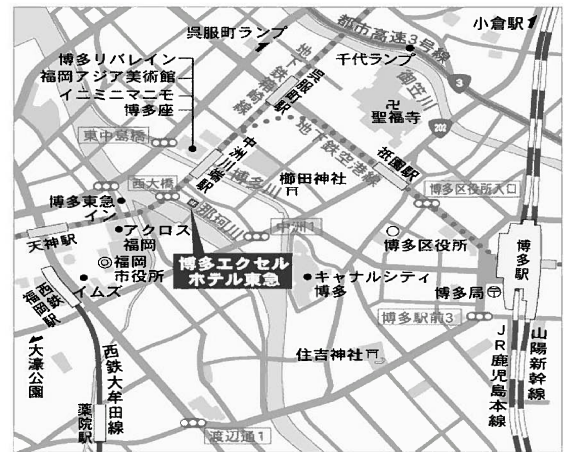 小倉駅
呉服町ランプ
都市高速3号線
千代ランプ
博多リバレイン
福岡アジア美術館
イニミニマニモ
博多座
地下鉄箱崎線
呉服町駅
御笠川
3
202
聖福寺
東中島橋
中洲川端駅
地下鉄空港線
祇園駅
西大橋
博多川
櫛田神社
博多区役所入口
博多東急
イン
那珂川
中洲1
天神駅
アクロス
福岡
博多区役所
博多駅
福岡
市役所
博多エクセル
ホテル東急
西鉄
福岡駅
イムズ
キャナルシティ
博多
博多局
博多駅前3
大濠公園
西鉄大牟田線
住吉神社
JR鹿児島本線
山陽新幹線
薬院駅
渡辺通1